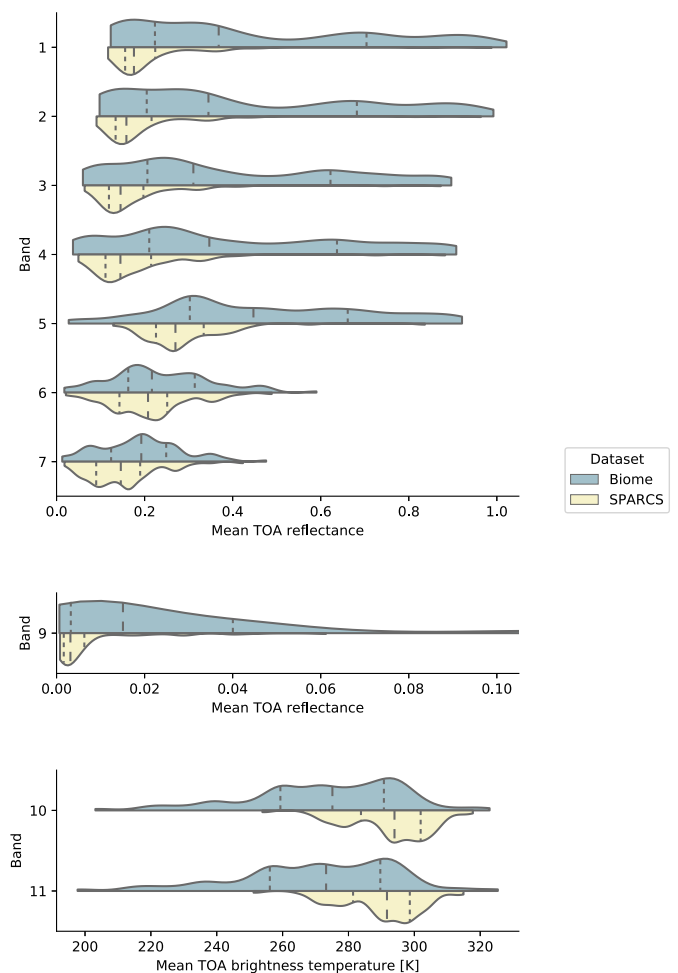 1
2
3
4
5
6
7
Band
0.0 0.2 0.4 0.6 0.8 1.0
Mean TOA reflectance
Dataset
Biome
SPARCS
9
Band
0.00 0.02 0.04 0.06 0.08 0.10
Mean TOA reflectance
10
11
Band
200 220 240 260 280 300 320
Mean TOA brightness temperature [K]